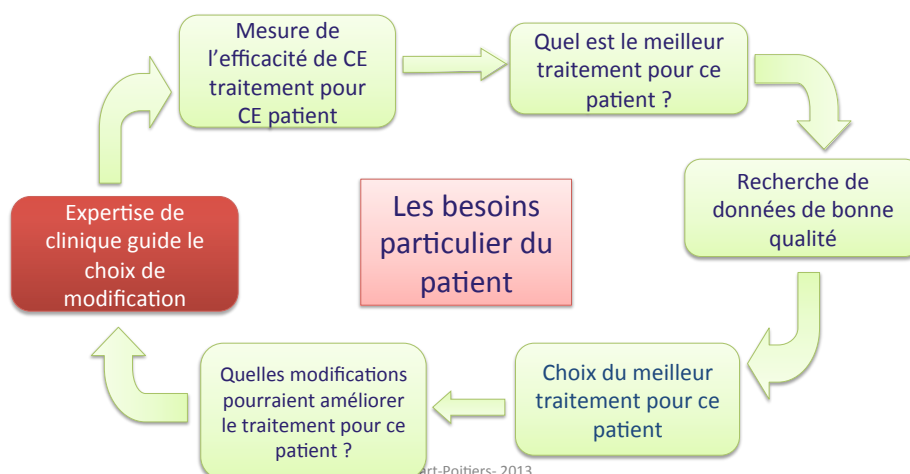 Mesure de
l’efficacité de CE
traitement pour
CE patient
Quel est le meilleur
traitement pour ce
patient ?
Recherche de
données de bonne
qualité
Choix du meilleur
traitement pour ce
patient
Quelles modifications
pourraient améliorer
le traitement pour ce
patient ?
Expertise de
clinique guide le
choix de
modification
Les besoins
particulier du
patient
art-Poitiers- 2013